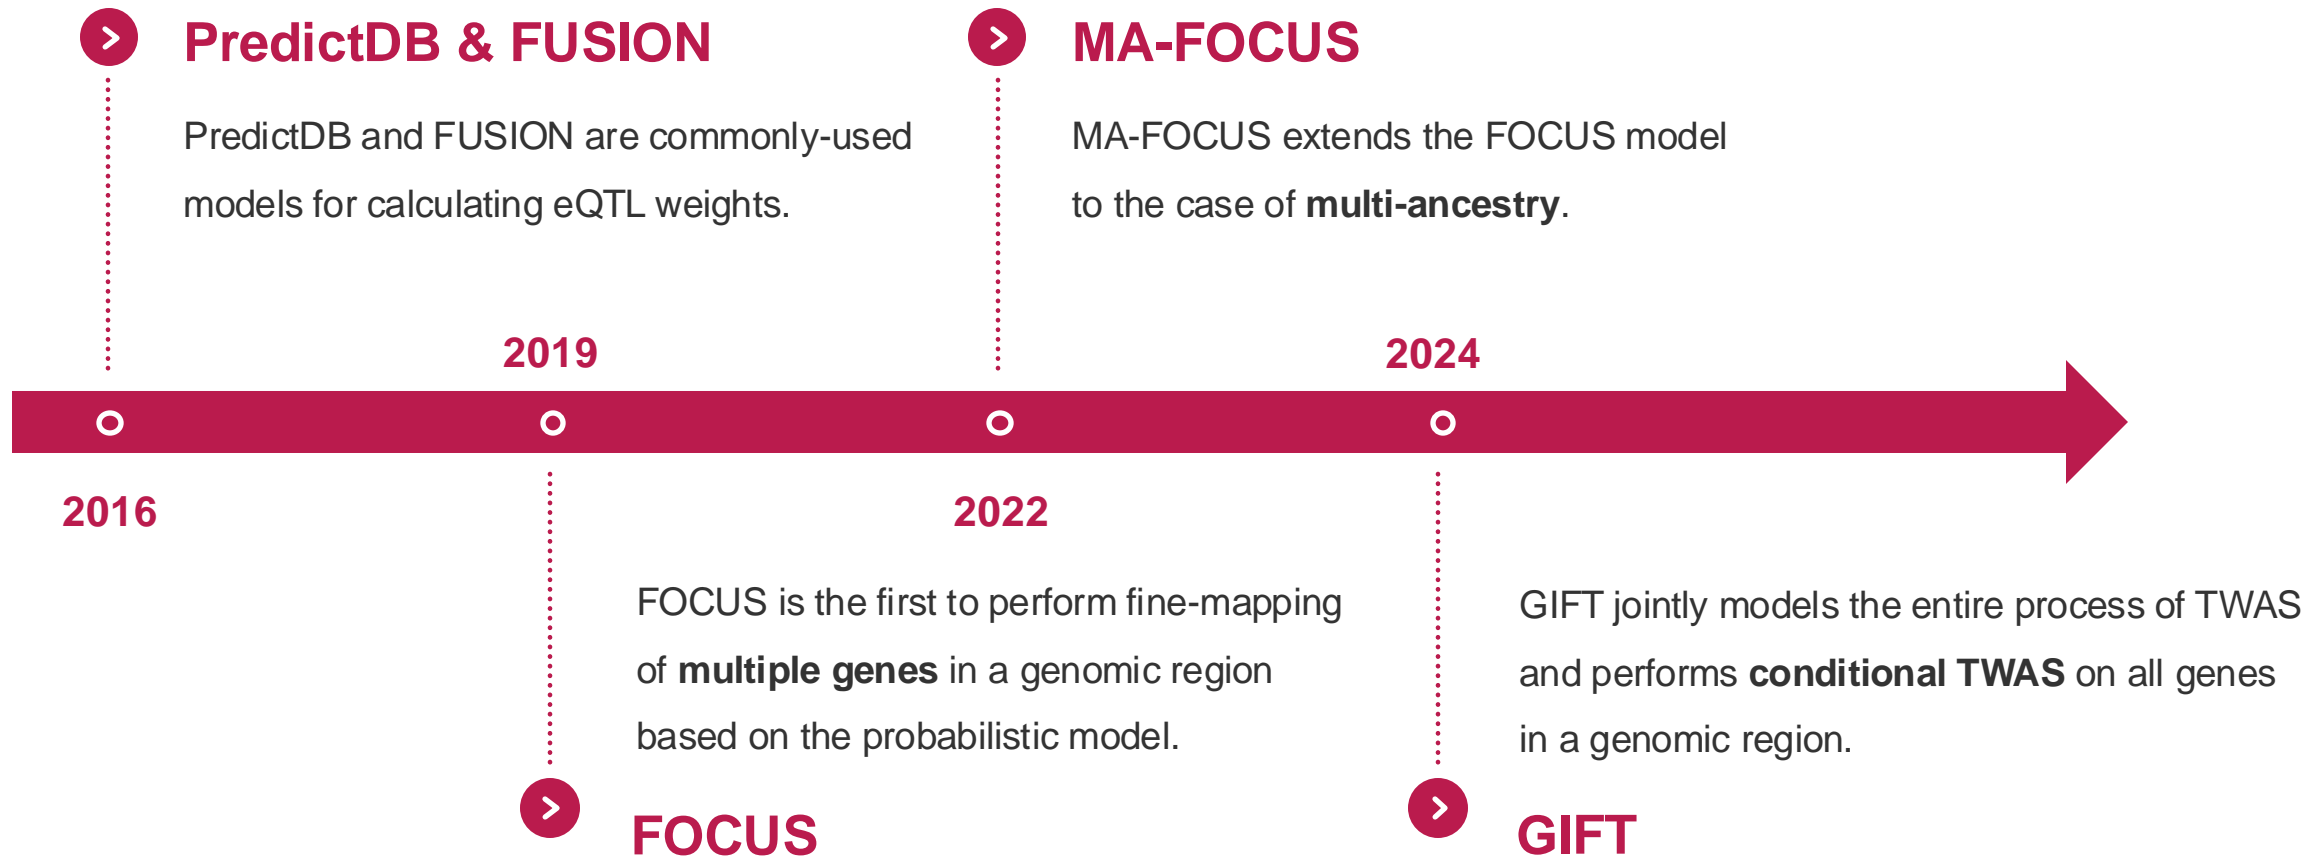 PredictDB & FUSION
PredictDB and FUSION are commonly-used
models for calculating eQTL weights.
MA-FOCUS
MA-FOCUS extends the FOCUS model
to the case of multi-ancestry.
2019
2024
2016
2022
FOCUS is the first to perform fine-mapping
of multiple genes in a genomic region
based on the probabilistic model.
FOCUS
GIFT jointly models the entire process of TWAS
and performs conditional TWAS on all genes
in a genomic region.
GIFT